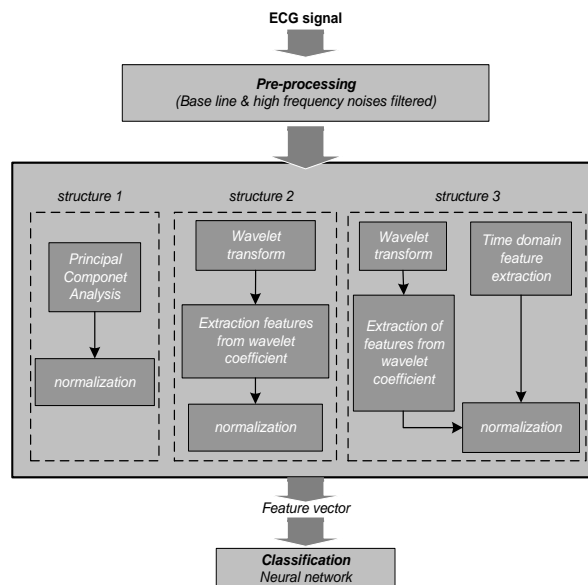 ECG signal
Pre-processing
(Base line & high frequency noises filtered)
structure 1
Principal
Componet
Analysis
normalization
structure 2
Wavelet
transform
Extraction features
from wavelet
coefficient
normalization
structure 3
Wavelet
transform
Extraction of
features from
wavelet
coefficient
Time domain
feature
extraction
normalization
Feature vector
Classification
Neural network